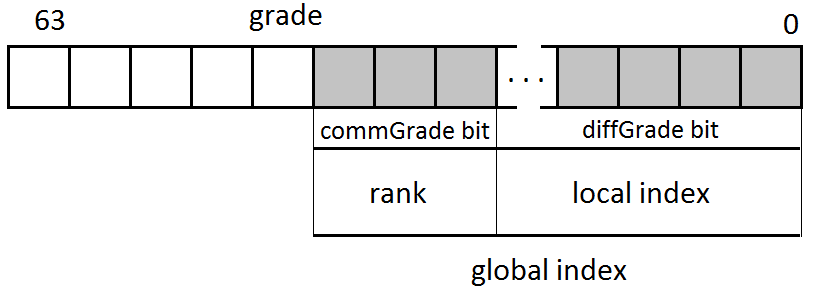 63 grade 0
...
commGrade bit diffGrade bit
rank local index
global index